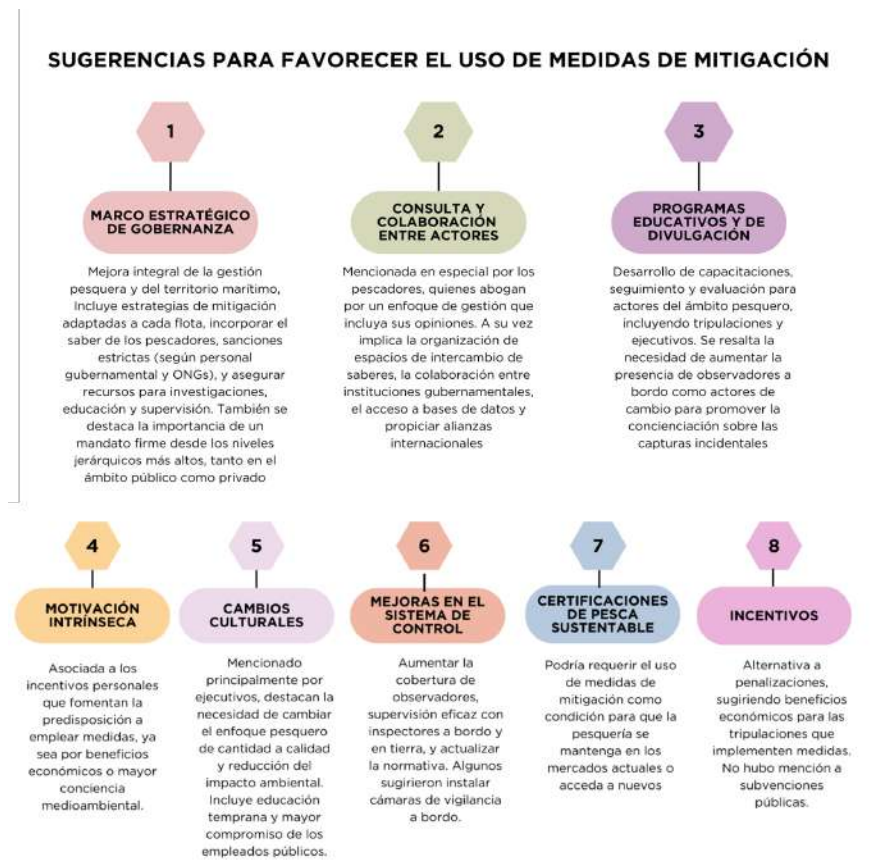 SUGERENCIAS PARA FAVORECER EL USO DE MEDIDAS DE MITIGACIÓN
1
MARCO ESTRATÉGICO
DE GOBERNANZA
Mejora integral de la gestión
pesquera y del territorio marítimo,
Incluye estrategias de mitigación
adaptadas a cada flota, incorporar el
saber de los pescadores, sanciones
estrictas (según personal
gubernamental y ONGs), y asegurar
recursos para investigaciones,
educación y supervisión. También se
destaca la importancia de un
mandato firme desde los niveles
jerárquicos más altos, tanto en el
ámbito público como privado
2
CONSULTA Y
COLABORACIÓN
ENTRE ACTORES
Mencionada en especial por los
pescadores, quienes abogan
por un enfoque de gestión que
incluya sus opiniones. A su vez
implica la organización de
espacios de intercambio de
saberes, la colaboración entre
instituciones gubernamentales,
el acceso a bases de datos y
propiciar alianzas
internacionales
3
PROGRAMAS
EDUCATIVOS Y DE
DIVULGACIÓN
Desarrollo de capacitaciones,
seguimiento y evaluación para
actores del ámbito pesquero,
incluyendo tripulaciones y
ejecutivos. Se resalta la
necesidad de aumentar la
presencia de observadores a
bordo como actores de
cambio para promover la
concienciación sobre las
capturas incidentales
4
MOTIVACIÓN
INTRÍNSECA
Asociada a los
incentivos personales
que fomentan la
predisposición a
emplear medidas, ya
sea por beneficios
económicos o mayor
conciencia
medioambiental.
5
CAMBIOS
CULTURALES
Mencionado
principalmente por
ejecutivos, destacan la
necesidad de cambiar
el enfoque pesquero
de cantidad a calidad
y reducción del
impacto ambiental.
Incluye educación
temprana y mayor
compromiso de los
empleados públicos.
6
MEJORAS EN EL
SISTEMA DE
CONTROL
Aumentar la
cobertura de
observadores,
supervisión eficaz con
inspectores a bordo y
en tierra, y actualizar
la normativa. Algunos
sugirieron instalar
cámaras de vigilancia
a bordo.
7
CERTIFICACIONES
DE PESCA
SUSTENTABLE
Podría requerir el uso
de medidas de
mitigación como
condición para que la
pesquería se
mantenga en los
mercados actuales o
acceda a nuevos
8
INCENTIVOS
Alternativa a
penalizaciones,
sugiriendo beneficios
económicos para las
tripulaciones que
implementen medidas.
No hubo mención a
subvenciones
públicas.